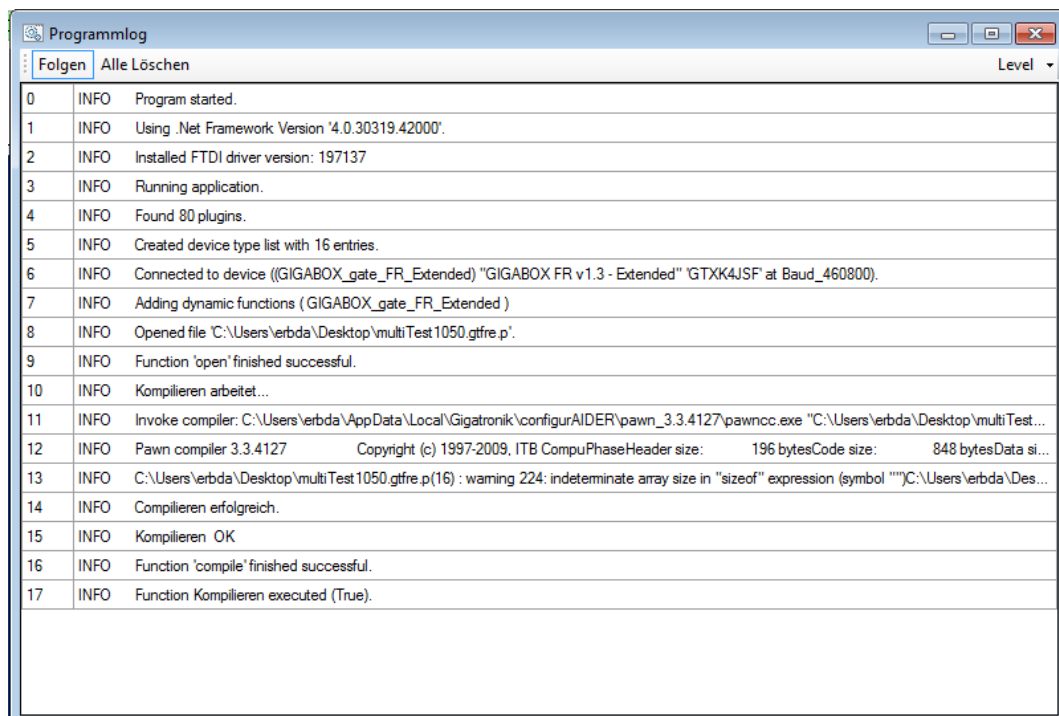 Programmlog
Folgen Alle Löschen Level
0 INFO Program started.
1 INFO Using .Net Framework Version '4.0.30319.42000'.
2 INFO Installed FTDI driver version: 197137
3 INFO Running application.
4 INFO Found 80 plugins.
5 INFO Created device type list with 16 entries.
6 INFO Connected to device ((GIGABOX_gate_FR_Extended) "GIGABOX FR v1.3 - Extended" 'GTXK4JSF' at Baud_460800).
7 INFO Adding dynamic functions ( GIGABOX_gate_FR_Extended )
8 INFO Opened file 'C:\Users\erbda\Desktop\multiTest1050.gtfre.p'.
9 INFO Function 'open' finished successful.
10 INFO Kompilieren arbeitet...
11 INFO Invoke compiler: C:\Users\erbda\AppData\Local\Gigatronik\configurAIDER\pawn_3.3.4127\pawncc.exe "C:\Users\erbda\Desktop\multiTest...
12 INFO Pawn compiler 3.3.4127 Copyright (c) 1997-2009, ITB CompuPhaseHeader size: 196 bytesCode size: 848 bytesData si...
13 INFO C:\Users\erbda\Desktop\multiTest1050.gtfre.p(16) : warning 224: indeterminate array size in "sizeof" expression (symbol "")C:\Users\erbda\Des...
14 INFO Compilieren erfolgreich.
15 INFO Kompilieren OK
16 INFO Function 'compile' finished successful.
17 INFO Function Kompilieren executed (True).